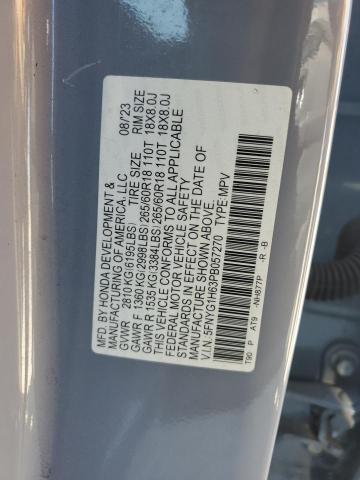 MFD. BY HONDA DEVELOPMENT & 08/23
MFG. OF AMERICA, LLC
GVWR 2810 KG(6195LBS) TIRE SIZE RIM SIZE
GAWR F 1360 KG(2998LBS) 265/60R18 110T 18X8.0J
GAWR R 1535 KG(3384LBS) 265/60R18 110T 18X8.0J
THIS VEHICLE CONFORMS TO ALL APPLICABLE
FEDERAL MOTOR VEHICLE SAFETY
STANDARDS IN EFFECT ON THE DATE OF
MANUFACTURE SHOWN ABOVE.
V.I.N. 5FNYG1H63PB057270 TYPE:MPV
T90 P AT9 -NH877P -R -B